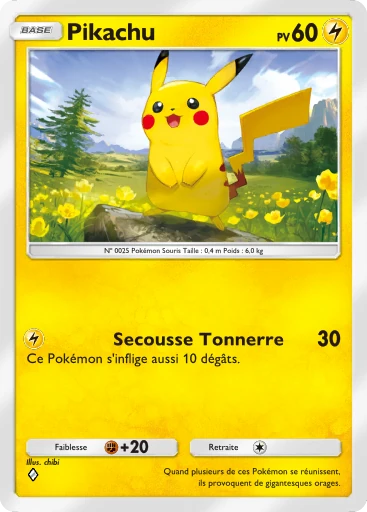 BASE Pikachu PV 60
N° 0025 Pokémon Souris Taille : 0,4 m Poids : 6,0 kg
Secousse Tonnerre 30
Ce Pokémon s'inflige aussi 10 dégâts.
Faiblesse +20 Retraite
Illus. chibi
Quand plusieurs de ces Pokémon se réunissent,
ils provoquent de gigantesques orages.